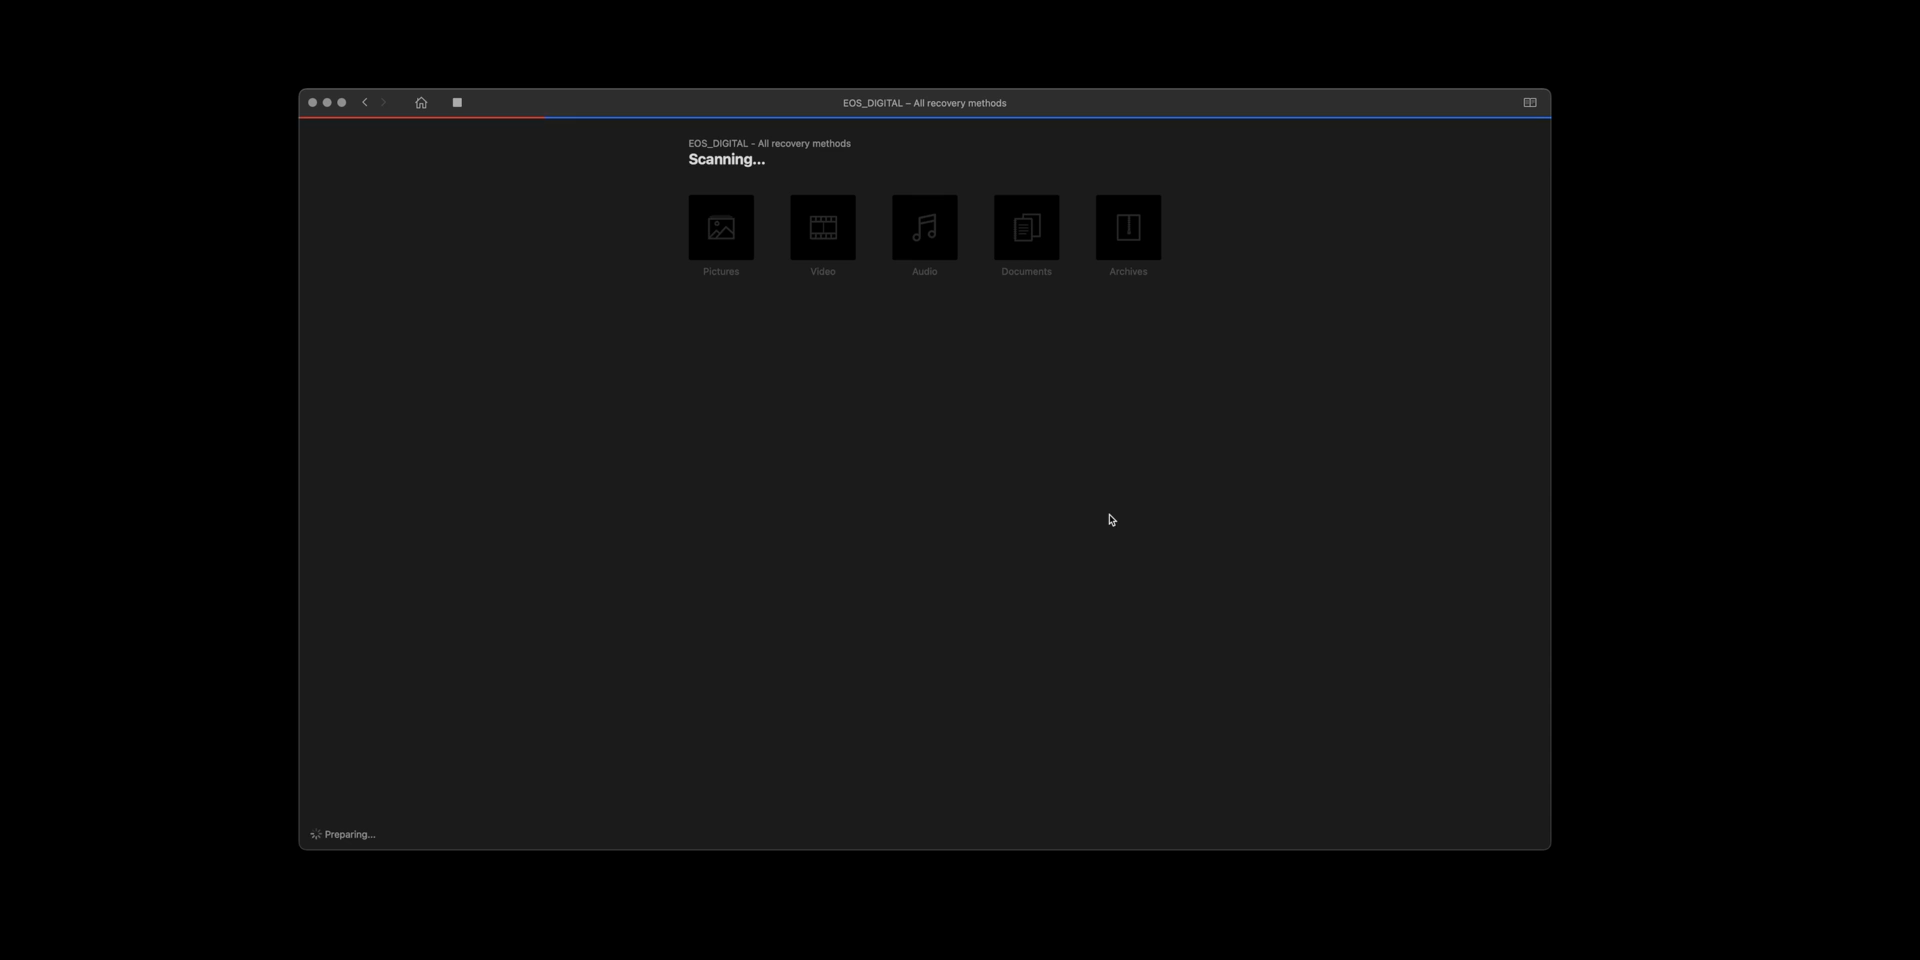 EOS_DIGITAL – All recovery methods
EOS_DIGITAL - All recovery methods
Scanning...
Pictures
Video
Audio
Documents
Archives
Preparing...